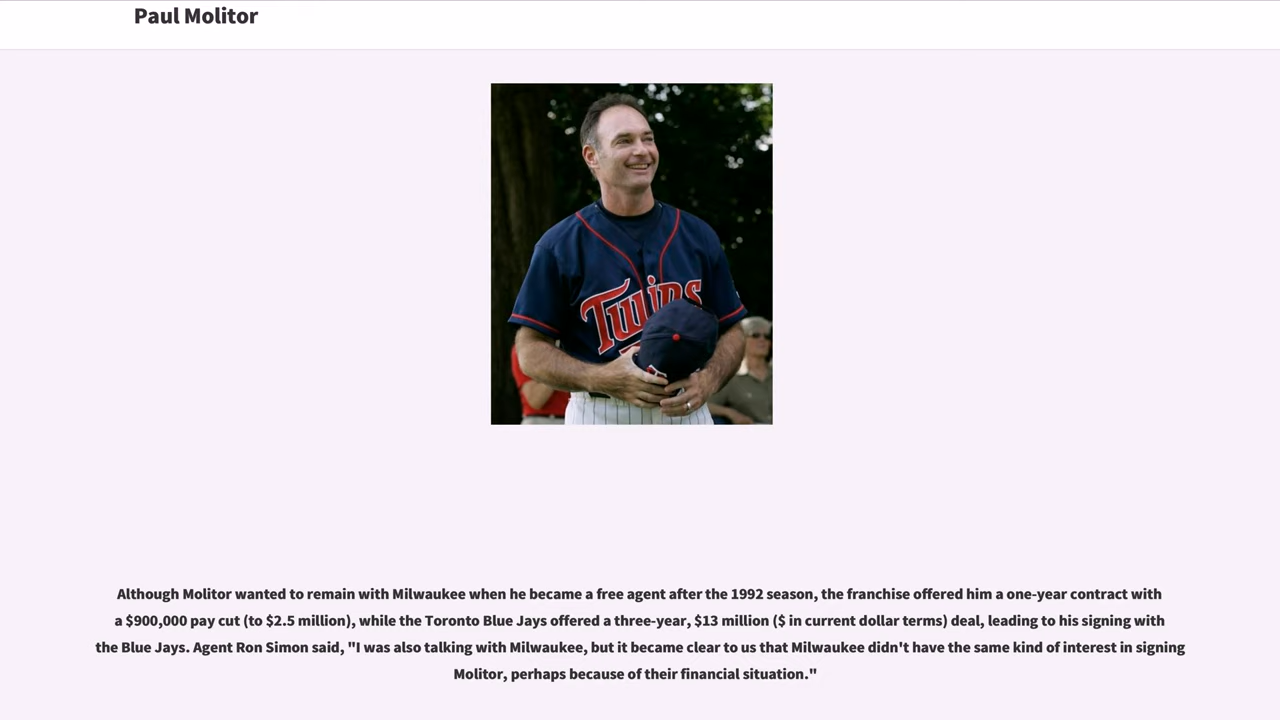 Paul Molitor
Twins
Although Molitor wanted to remain with Milwaukee when he became a free agent after the 1992 season, the franchise offered him a one-year contract with
a $900,000 pay cut (to $2.5 million), while the Toronto Blue Jays offered a three-year, $13 million ($ in current dollar terms) deal, leading to his signing with
the Blue Jays. Agent Ron Simon said, "I was also talking with Milwaukee, but it became clear to us that Milwaukee didn't have the same kind of interest in signing
Molitor, perhaps because of their financial situation."